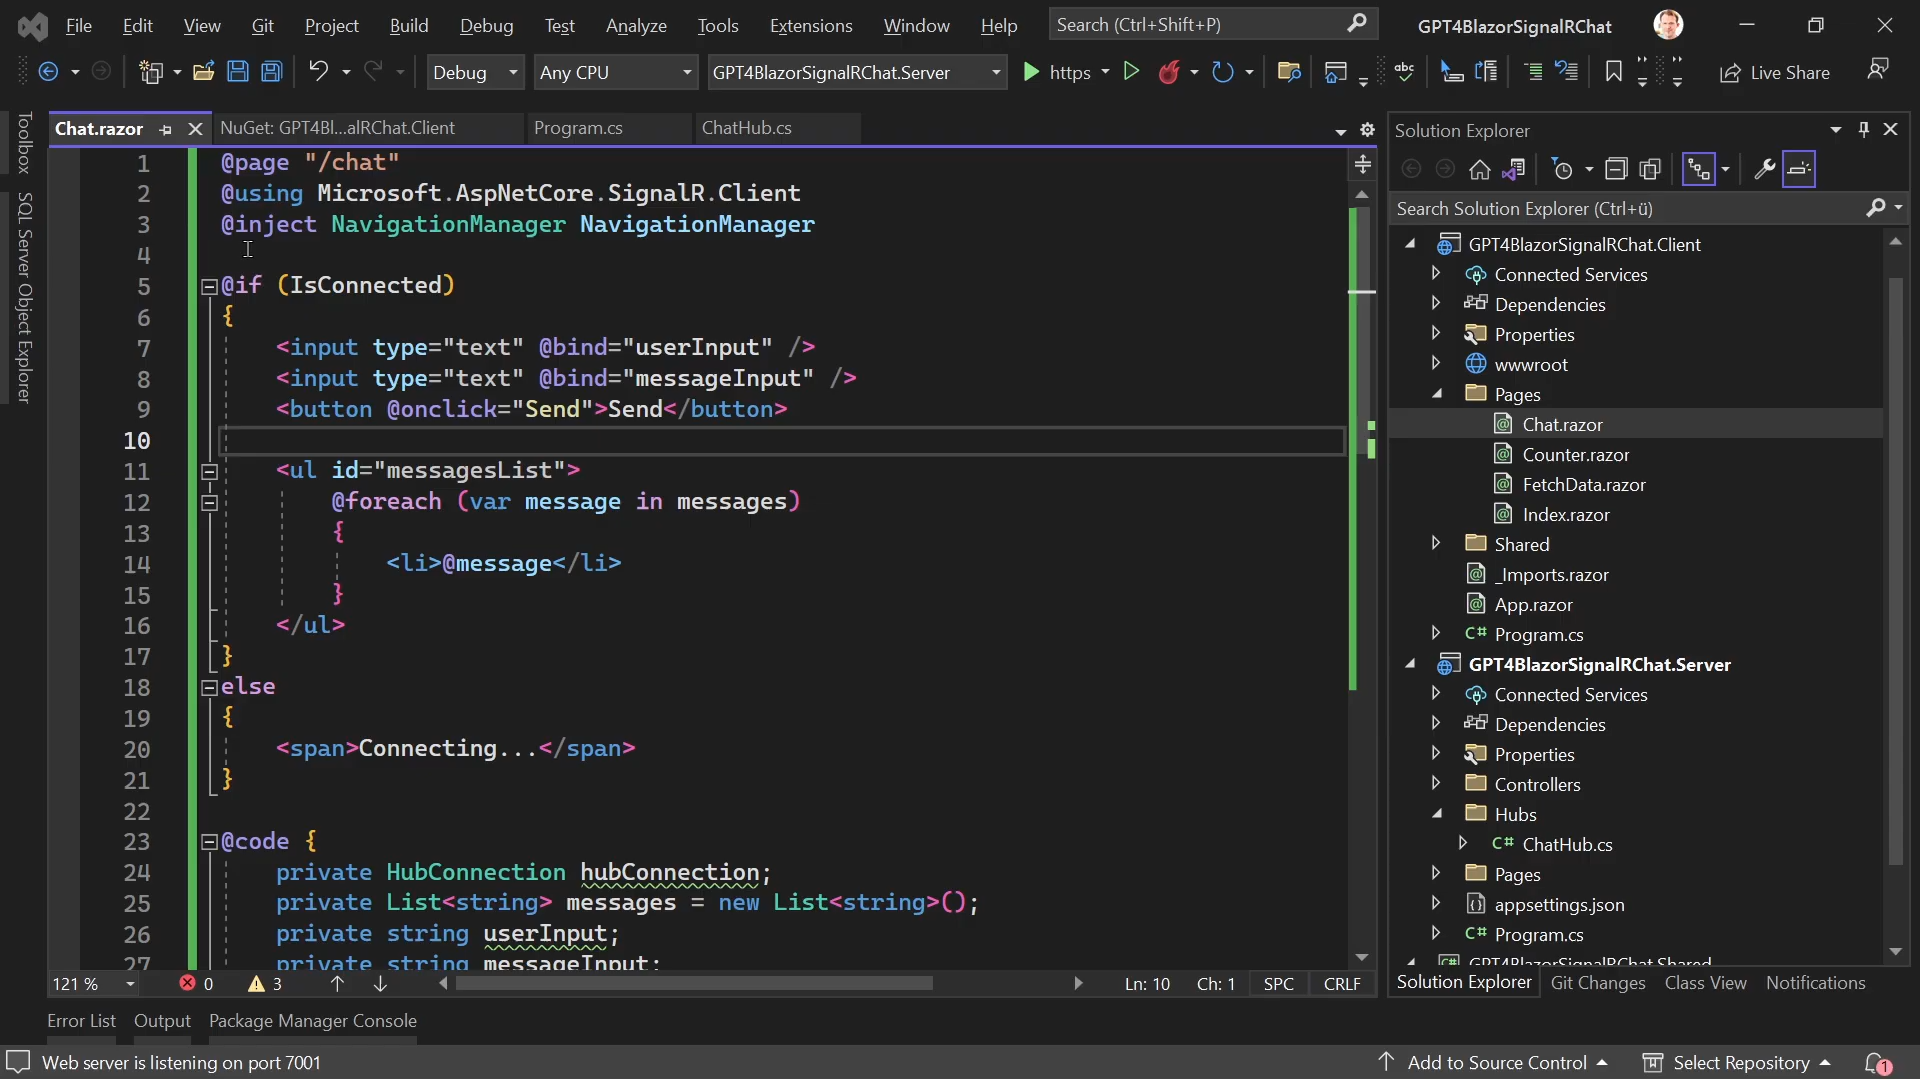 File Edit View Git Project Build Debug Test Analyze Tools Extensions Window Help Search (Ctrl+Shift+P) GPT4BlazorSignalRChat
Debug Any CPU GPT4BlazorSignalRChat.Server https Live Share
Toolbox
SQL Server Object Explorer
Chat.razor NuGet: GPT4Bl...alRChat.Client Program.cs ChatHub.cs
1 @page "/chat"
2 @using Microsoft.AspNetCore.SignalR.Client
3 @inject NavigationManager NavigationManager
4
5 @if (IsConnected)
6 {
7 <input type="text" @bind="userInput" />
8 <input type="text" @bind="messageInput" />
9 <button @onclick="Send">Send</button>
10
11 <ul id="messagesList">
12 @foreach (var message in messages)
13 {
14 <li>@message</li>
15 }
16 </ul>
17 }
18 else
19 {
20 <span>Connecting...</span>
21 }
22
23 @code {
24 private HubConnection hubConnection;
25 private List<string> messages = new List<string>();
26 private string userInput;
27 private string messageInput;
121 % 0 3 Ln: 10 Ch: 1 SPC CRLF
Solution Explorer
Search Solution Explorer (Ctrl+ü)
GPT4BlazorSignalRChat.Client
Connected Services
Dependencies
Properties
wwwroot
Pages
Chat.razor
Counter.razor
FetchData.razor
Index.razor
Shared
_Imports.razor
App.razor
C# Program.cs
GPT4BlazorSignalRChat.Server
Connected Services
Dependencies
Properties
Controllers
Hubs
C# ChatHub.cs
Pages
appsettings.json
C# Program.cs
GPT4BlazorSignalRChat.Shared
Solution Explorer Git Changes Class View Notifications
Error List Output Package Manager Console
Web server is listening on port 7001 Add to Source Control Select Repository 1